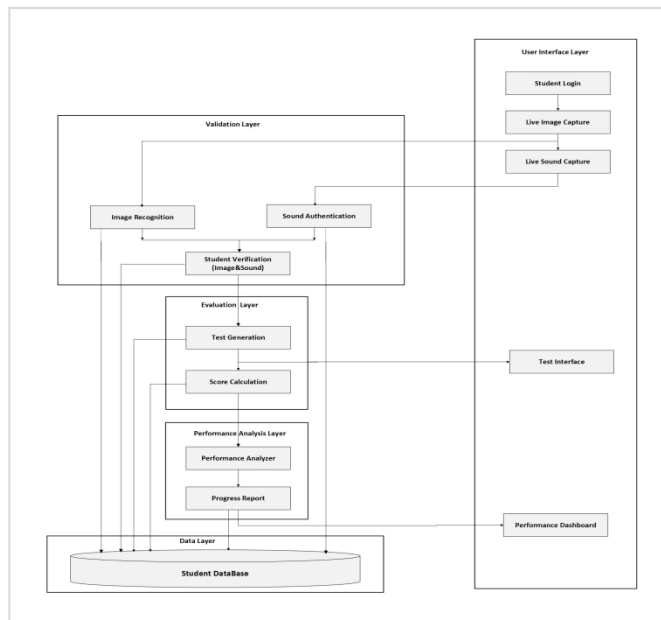 User Interface Layer
Student Login
Live Image Capture
Live Sound Capture
Validation Layer
Image Recognition
Sound Authentication
Student Verification
(Image&Sound)
Evaluation Layer
Test Generation
Score Calculation
Test Interface
Performance Analysis Layer
Performance Analyzer
Progress Report
Performance Dashboard
Data Layer
Student DataBase